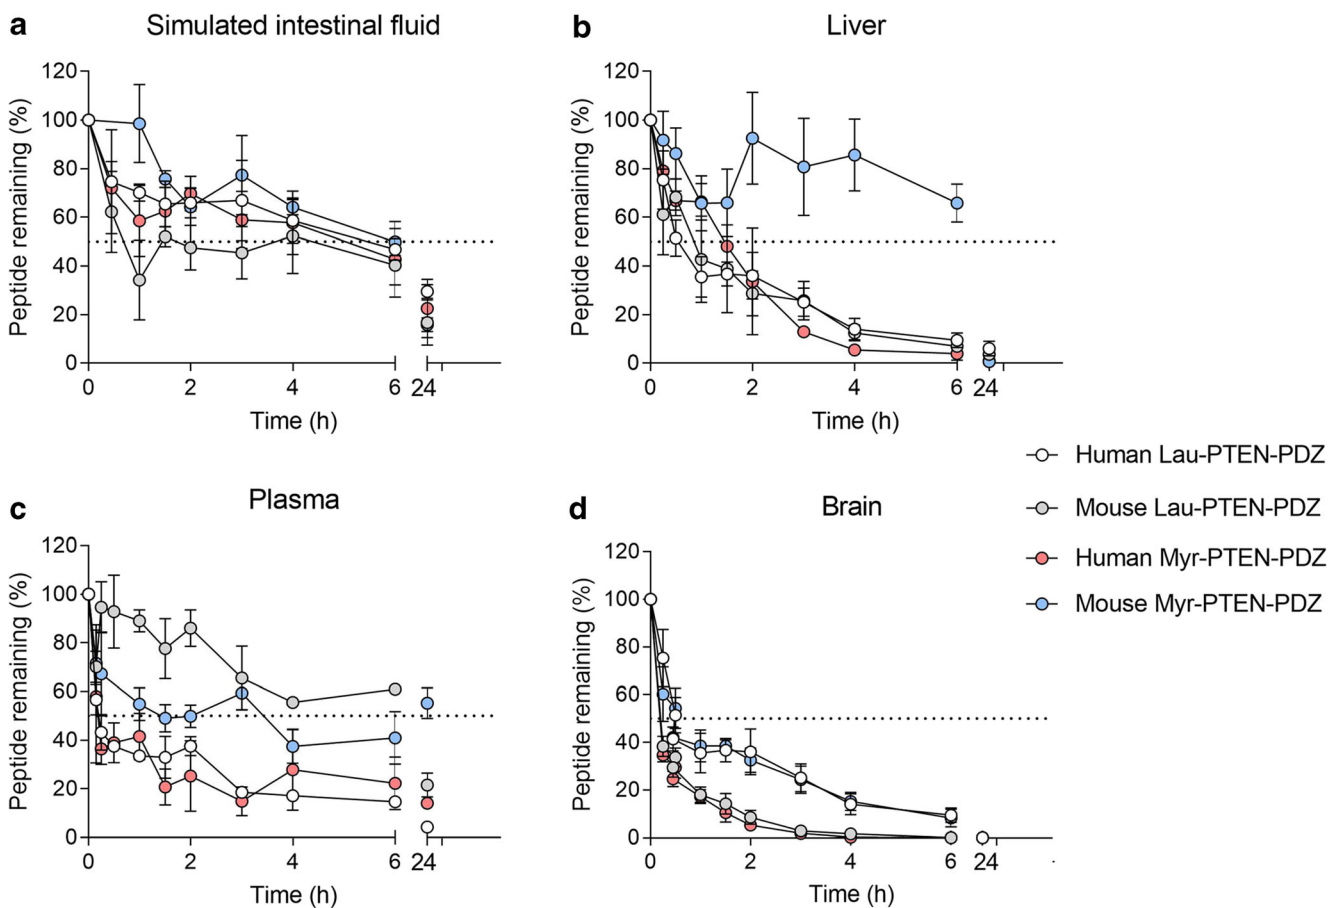 a Simulated intestinal fluid
120
100
80
60
40
20
0
Peptide remaining (%)
0 2 4 6 24
Time (h)
b Liver
120
100
80
60
40
20
0
Peptide remaining (%)
0 2 4 6 24
Time (h)
Human Lau-PTEN-PDZ
Mouse Lau-PTEN-PDZ
Human Myr-PTEN-PDZ
Mouse Myr-PTEN-PDZ
c Plasma
120
100
80
60
40
20
0
Peptide remaining (%)
0 2 4 6 24
Time (h)
d Brain
120
100
80
60
40
20
0
Peptide remaining (%)
0 2 4 6 24
Time (h)